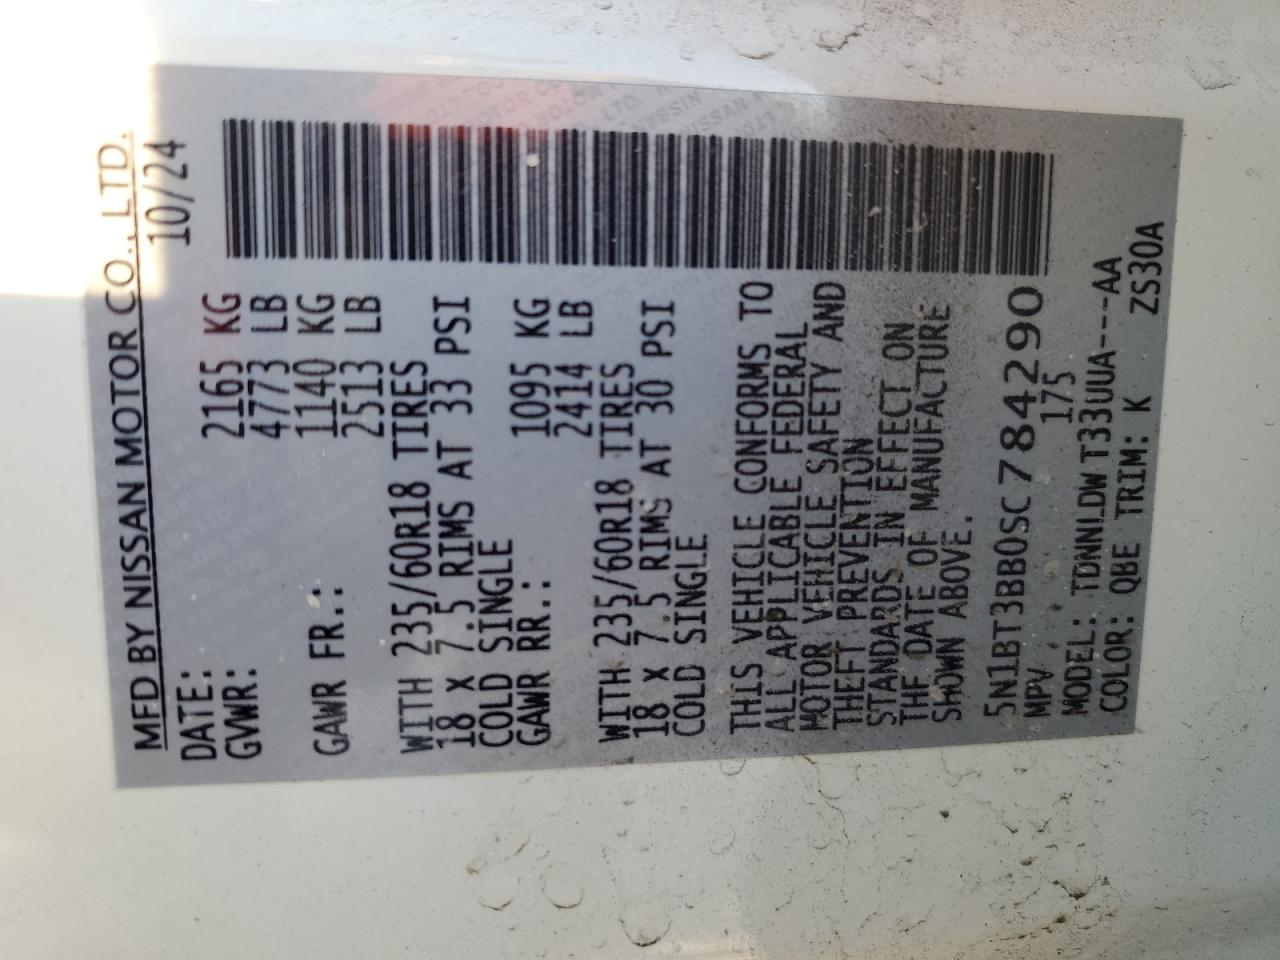 MFD BY NISSAN MOTOR CO., LTD.
DATE: 10/24
GVWR: 2165 KG
4773 LB
GAWR FR.: 1140 KG
2513 LB
WITH 235/60R18 TIRES
18 X 7.5 RIMS AT 33 PSI
COLD SINGLE
GAWR RR.: 1095 KG
2414 LB
WITH 235/60R18 TIRES
18 X 7.5 RIMS AT 30 PSI
COLD SINGLE
THIS VEHICLE CONFORMS TO
ALL APPLICABLE FEDERAL
MOTOR VEHICLE SAFETY AND
THEFT PREVENTION
STANDARDS IN EFFECT ON
THE DATE OF MANUFACTURE
SHOWN ABOVE.
5N1BT3BB0SC784290
MPV 175
MODEL: TDNNLDWT33UUA---AA
COLOR: QBE TRIM: K ZS30A